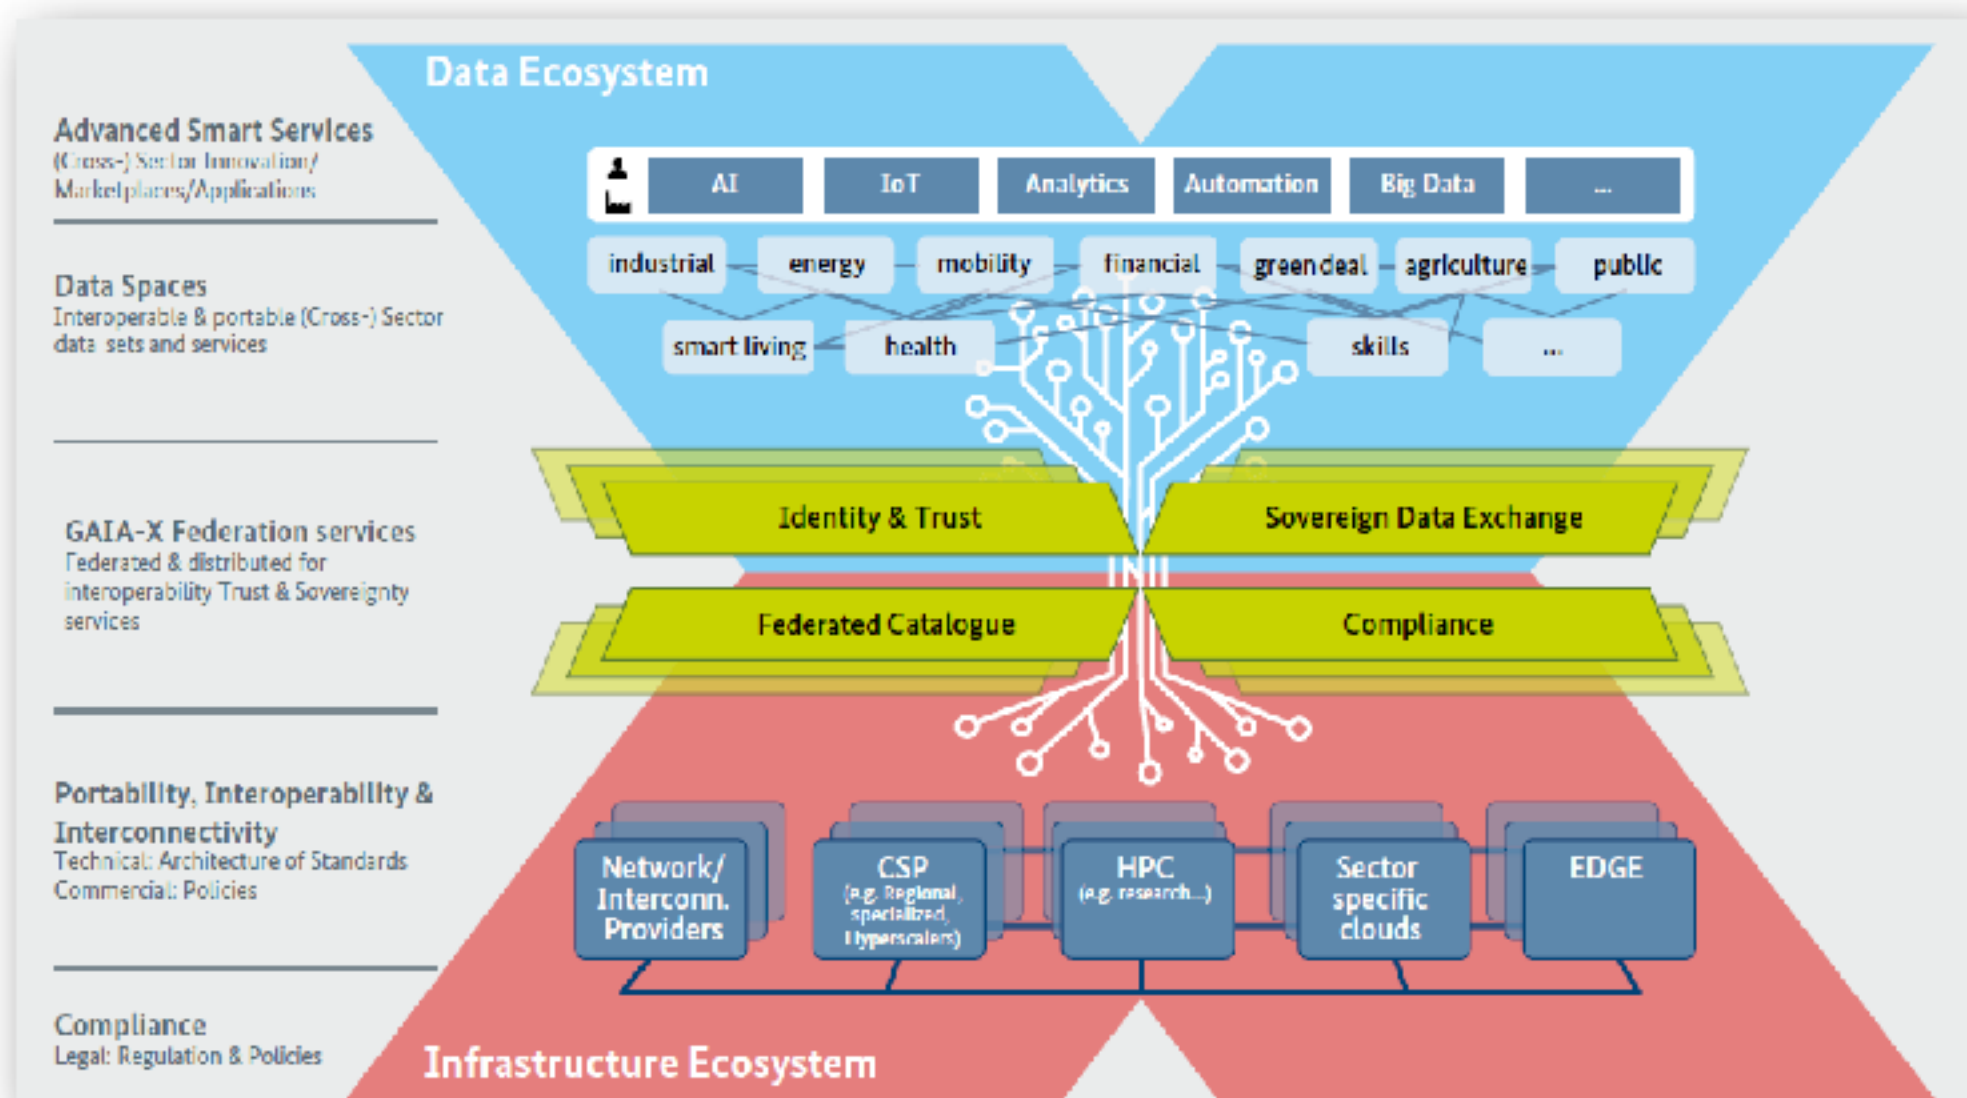 Data Ecosystem
Advanced Smart Services
(Cross-) Sector Innovation/
Marketplaces/Applications
AI
IoT
Analytics
Automation
Big Data
...
industrial
energy
mobility
financial
green deal
agriculture
public
Data Spaces
Interoperable & portable (Cross-) Sector
data sets and services
smart living
health
skills
...
GAIA-X Federation services
Federated & distributed for
interoperability Trust & Sovereignty
services
Identity & Trust
Sovereign Data Exchange
Federated Catalogue
Compliance
Portability, Interoperability &
Interconnectivity
Technical: Architecture of Standards
Commercial: Policies
Network/
Interconn.
Providers
CSP
(e.g. Regional,
specialized,
Hyperscalers)
HPC
(e.g. research...)
Sector
specific
clouds
EDGE
Compliance
Legal: Regulation & Policies
Infrastructure Ecosystem